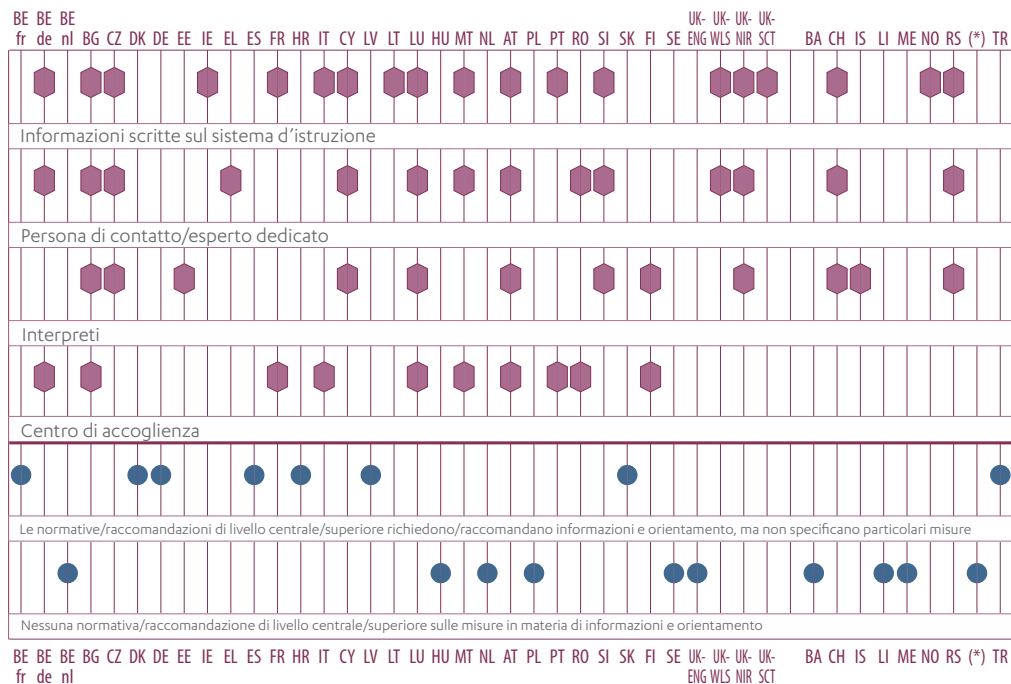 BE BE BE UK- UK- UK- UK-
fr de nl BG CZ DK DE EE IE EL ES FR HR IT CY LV LT LU HU MT NL AT PL PT RO SI SK FI SE ENG WLS NIR SCT BA CH IS LI ME NO RS (*) TR
Informazioni scritte sul sistema d'istruzione
Persona di contatto/esperto dedicato
Interpreti
Centro di accoglienza
Le normative/raccomandazioni di livello centrale/superiore richiedono/raccomandano informazioni e orientamento, ma non specificano particolari misure
Nessuna normativa/raccomandazione di livello centrale/superiore sulle misure in materia di informazioni e orientamento
BE BE BE BG CZ DK DE EE IE EL ES FR HR IT CY LV LT LU HU MT NL AT PL PT RO SI SK FI SE UK- UK- UK- UK- BA CH IS LI ME NO RS (*) TR
fr de nl ENG WLS NIR SCT